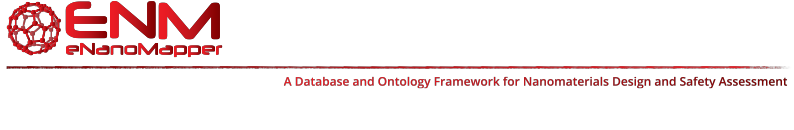 ENM
eNanoMapper
A Database and Ontology Framework for Nanomaterials Design and Safety Assessment